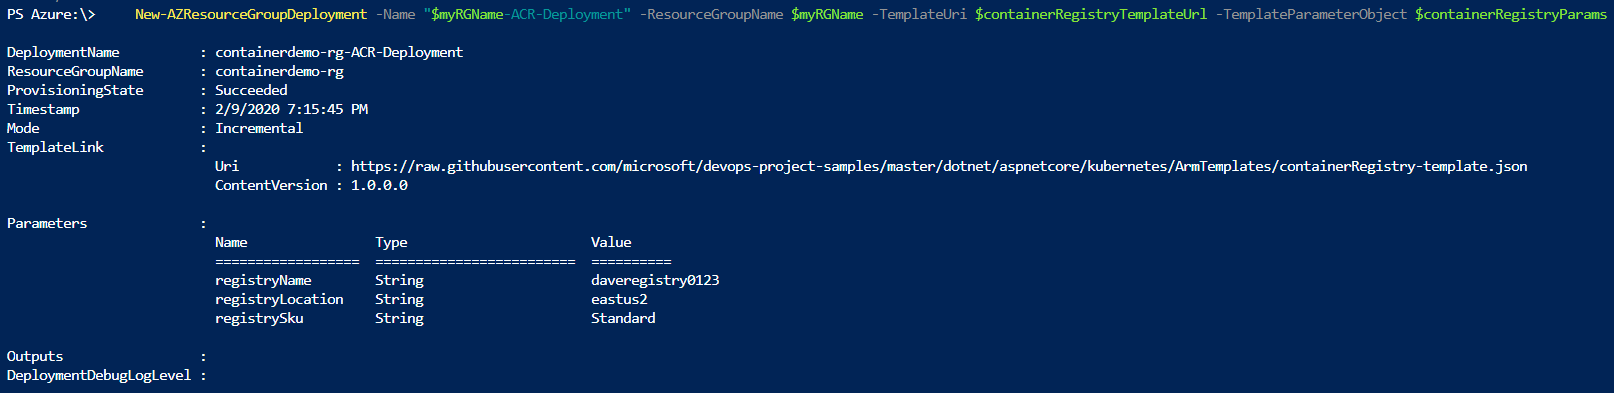 PS Azure:\> New-AZResourceGroupDeployment -Name "$myRGName-ACR-Deployment" -ResourceGroupName $myRGName -TemplateUri $containerRegistryTemplateUrl -TemplateParameterObject $containerRegistryParams
DeploymentName : containerdemo-rg-ACR-Deployment
ResourceGroupName : containerdemo-rg
ProvisioningState : Succeeded
Timestamp : 2/9/2020 7:15:45 PM
Mode : Incremental
TemplateLink :
Uri : https://raw.githubusercontent.com/microsoft/devops-project-samples/master/dotnet/aspnetcore/kubernetes/ArmTemplates/containerRegistry-template.json
ContentVersion : 1.0.0.0
Parameters :
Name Type Value
================== ========================= ==========
registryName String daveregistry0123
registryLocation String eastus2
registrySku String Standard
Outputs :
DeploymentDebugLogLevel :